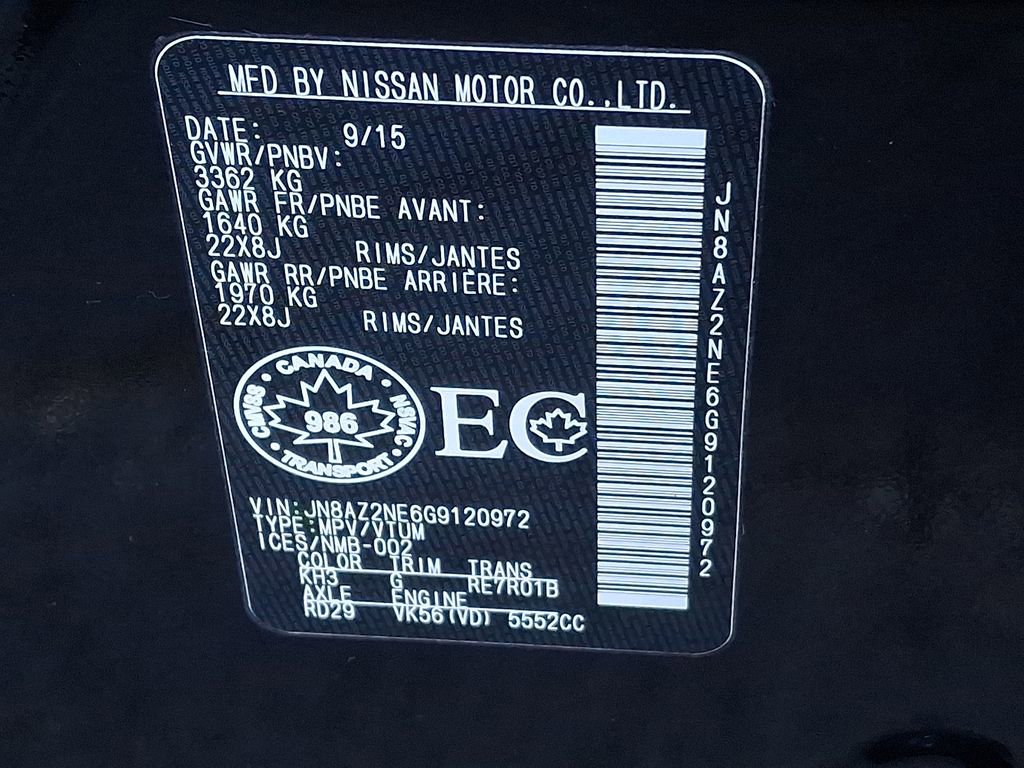 MFD BY NISSAN MOTOR CO.,LTD.
DATE: 9/15
GVWR/PNBV:
3362 KG
GAWR FR/PNBE AVANT:
1640 KG
22X8J RIMS/JANTES
GAWR RR/PNBE ARRIÈRE:
1970 KG
22X8J RIMS/JANTES
CANADA
CMVSS 986 NSVAC
TRANSPORT
EC
VIN:JN8AZ2NE6G9120972
TYPE:MPV/VTUM
ICES/NMB-002
COLOR TRIM TRANS
KH3 G RE7R01B
AXLE ENGINE
RD29 VK56(VD) 5552CC
JN8AZ2NE6G9120972